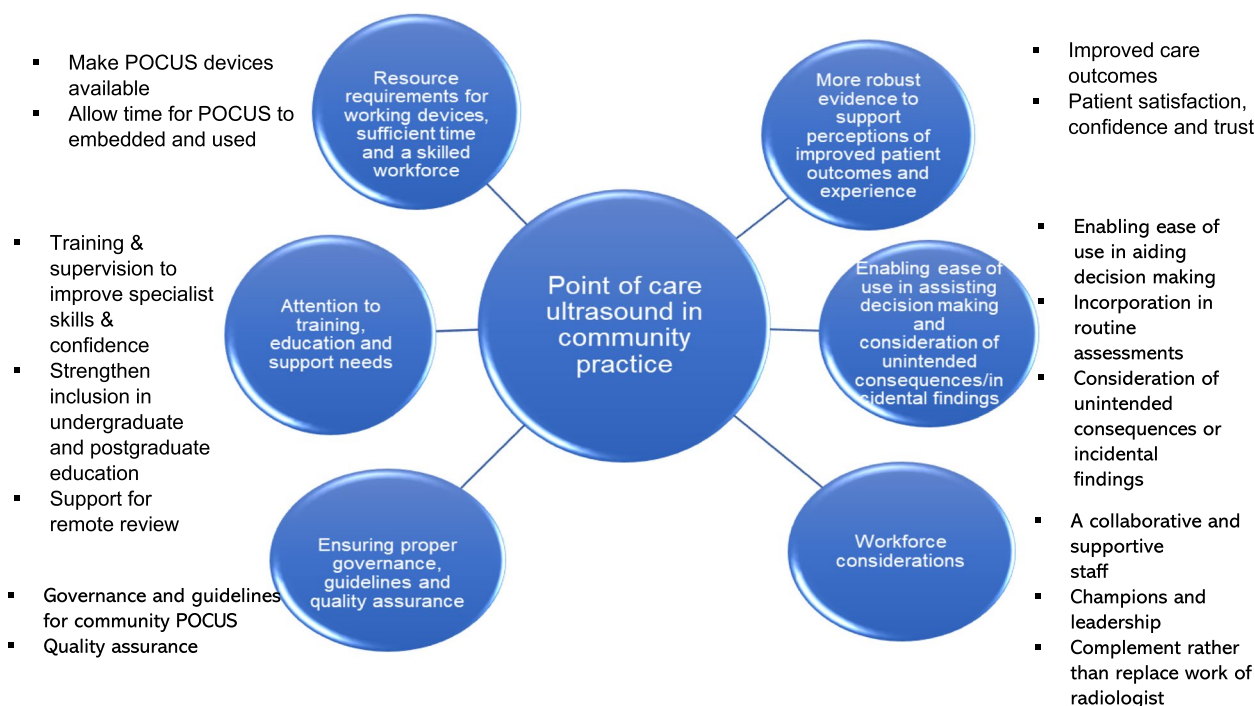 ▪ Make POCUS devices
available
▪ Allow time for POCUS to
embedded and used
Resource
requirements for
working devices,
sufficient time
and a skilled
workforce
More robust
evidence to
support
perceptions of
improved patient
outcomes and
experience
▪ Improved care
outcomes
▪ Patient satisfaction,
confidence and trust
▪ Training &
supervision to
improve specialist
skills &
confidence
▪ Strengthen
inclusion in
undergraduate
and postgraduate
education
▪ Support for
remote review
Attention to
training,
education and
support needs
Point of care
ultrasound in
community
practice
Enabling ease of
use in assisting
decision making
and
consideration of
unintended
consequences/in
cidental findings
▪ Enabling ease of
use in aiding
decision making
▪ Incorporation in
routine
assessments
▪ Consideration of
unintended
consequences or
incidental
findings
▪ Governance and guidelines
for community POCUS
▪ Quality assurance
Ensuring proper
governance,
guidelines and
quality assurance
Workforce
considerations
▪ A collaborative and
supportive
staff
▪ Champions and
leadership
▪ Complement rather
than replace work of
radiologist